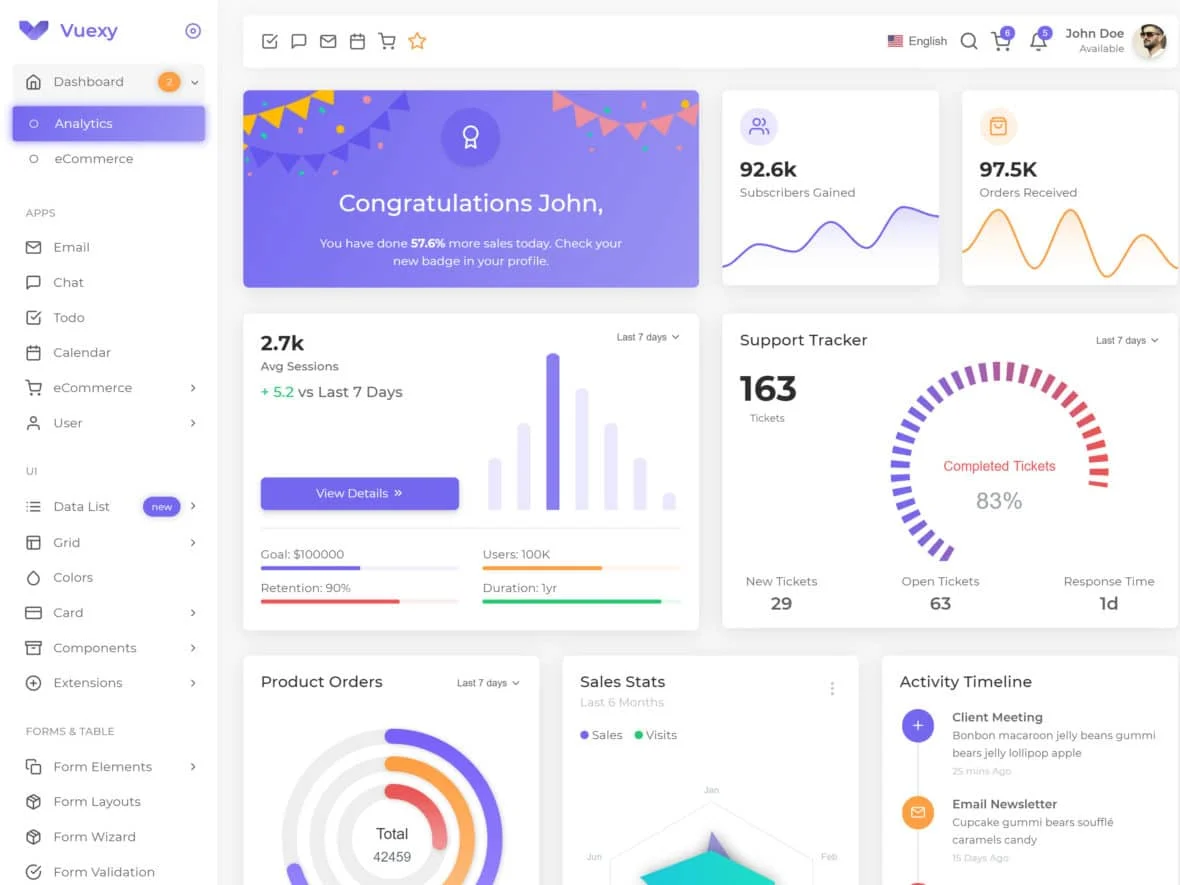 Vuexy
Dashboard 2
Analytics
eCommerce
APPS
Email
Chat
Todo
Calendar
eCommerce
User
UI
Data List new
Grid
Colors
Card
Components
Extensions
FORMS & TABLE
Form Elements
Form Layouts
Form Wizard
Form Validation
English
6
5
John Doe
Available
Congratulations John,
You have done 57.6% more sales today. Check your
new badge in your profile.
92.6k
Subscribers Gained
97.5K
Orders Received
2.7k
Last 7 days
Avg Sessions
+ 5.2 vs Last 7 Days
View Details »
Goal: $100000
Users: 100K
Retention: 90%
Duration: 1yr
Support Tracker
Last 7 days
163
Tickets
Completed Tickets
83%
New Tickets
29
Open Tickets
63
Response Time
1d
Product Orders
Last 7 days
Total
42459
Sales Stats
Last 6 Months
Sales Visits
Jan
Jun
Feb
Activity Timeline
Client Meeting
Bonbon macaroon jelly beans gummi
bears jelly lollipop apple
25 mins Ago
Email Newsletter
Cupcake gummi bears soufflé
caramels candy
15 Days Ago